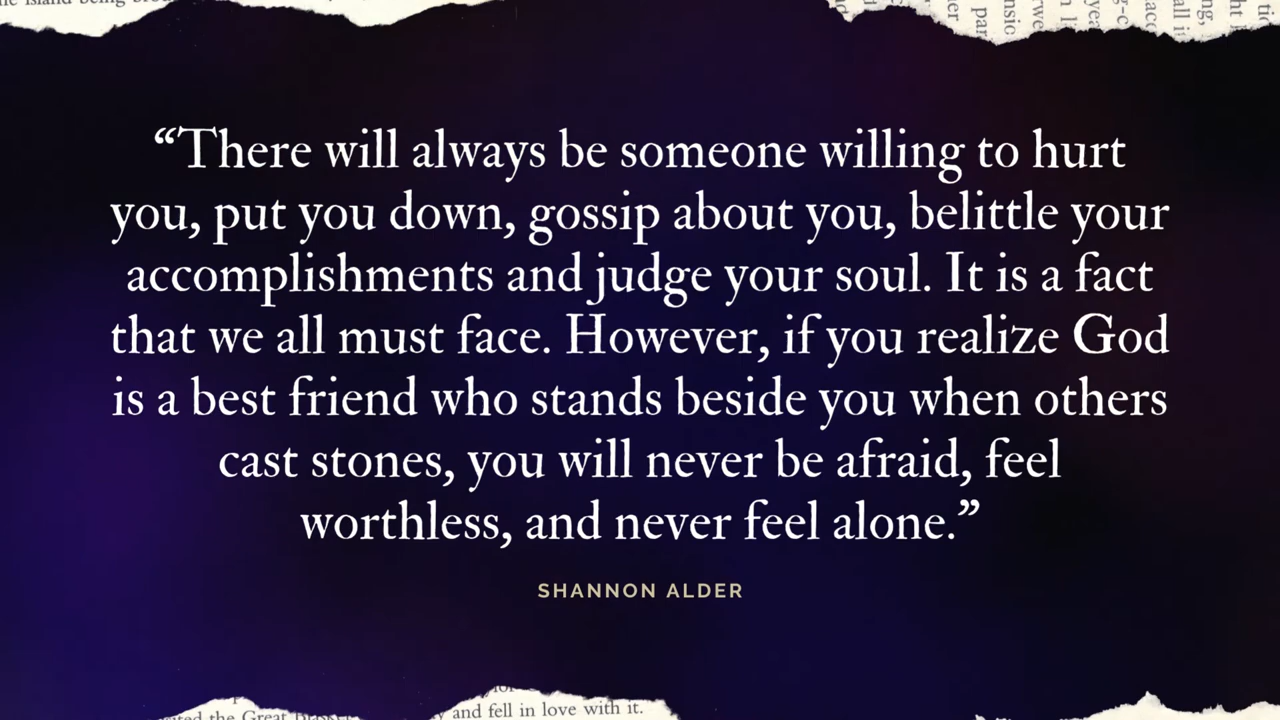 “There will always be someone willing to hurt
you, put you down, gossip about you, belittle your
accomplishments and judge your soul. It is a fact
that we all must face. However, if you realize God
is a best friend who stands beside you when others
cast stones, you will never be afraid, feel
worthless, and never feel alone.”
SHANNON ALDER
the Great
and fell in love with it.